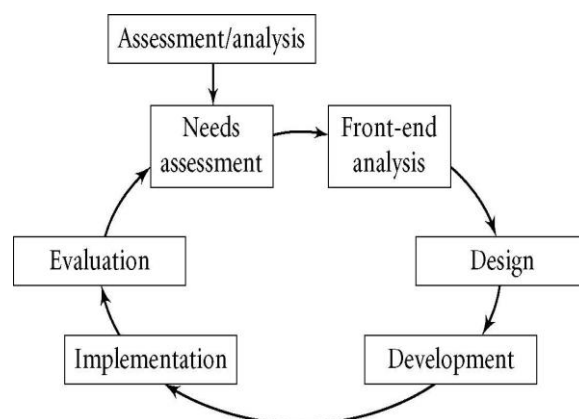 Assessment/analysis
Needs
assessment
Front-end
analysis
Evaluation
Design
Implementation
Development